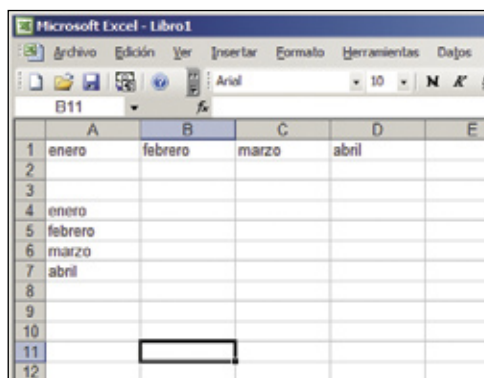 Microsoft Excel - Libro1
Archivo Edición Ver Insertar Formato Herramientas Datos
Arial 10 N K
B11 fx
A B C D E
1 enero febrero marzo abril
2
3
4 enero
5 febrero
6 marzo
7 abril
8
9
10
11
12